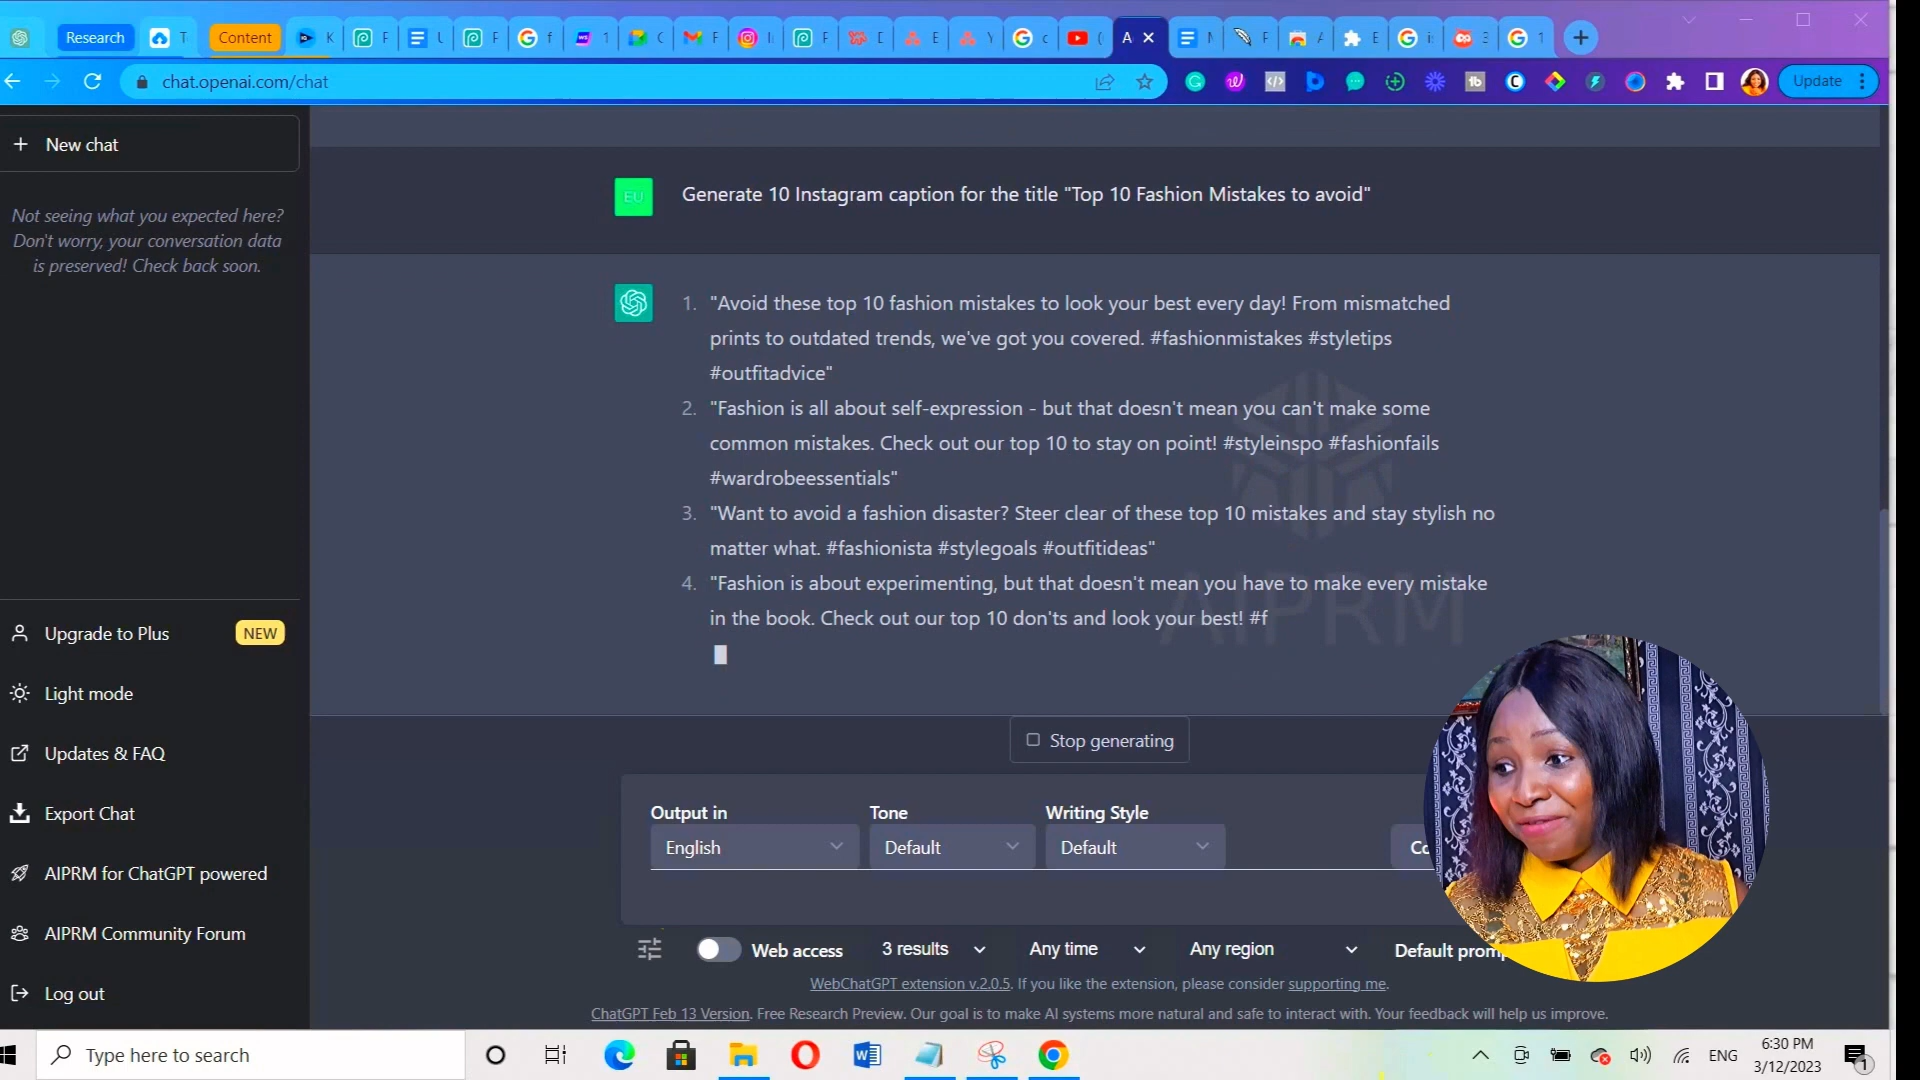 Research
T
Content
K
F
U
F
f
1
C
F
I
F
D
E
Y
c
(
A
N
F
A
E
i
3
1
chat.openai.com/chat
Update
New chat
Not seeing what you expected here?
Don't worry, your conversation data
is preserved! Check back soon.
EU
Generate 10 Instagram caption for the title "Top 10 Fashion Mistakes to avoid"
1. "Avoid these top 10 fashion mistakes to look your best every day! From mismatched
prints to outdated trends, we've got you covered. #fashionmistakes #styletips
#outfitadvice"
2. "Fashion is all about self-expression - but that doesn't mean you can't make some
common mistakes. Check out our top 10 to stay on point! #styleinspo #fashionfails
#wardrobeessentials"
3. "Want to avoid a fashion disaster? Steer clear of these top 10 mistakes and stay stylish no
matter what. #fashionista #stylegoals #outfitideas"
4. "Fashion is about experimenting, but that doesn't mean you have to make every mistake
in the book. Check out our top 10 don'ts and look your best! #f
AIPRM
Stop generating
Upgrade to Plus
NEW
Light mode
Updates & FAQ
Export Chat
AIPRM for ChatGPT powered
AIPRM Community Forum
Log out
Output in
Tone
Writing Style
English
Default
Default
Co
Web access
3 results
Any time
Any region
Default promp
WebChatGPT extension v.2.0.5. If you like the extension, please consider supporting me.
ChatGPT Feb 13 Version. Free Research Preview. Our goal is to make AI systems more natural and safe to interact with. Your feedback will help us improve.
Type here to search
ENG
6:30 PM
3/12/2023
1